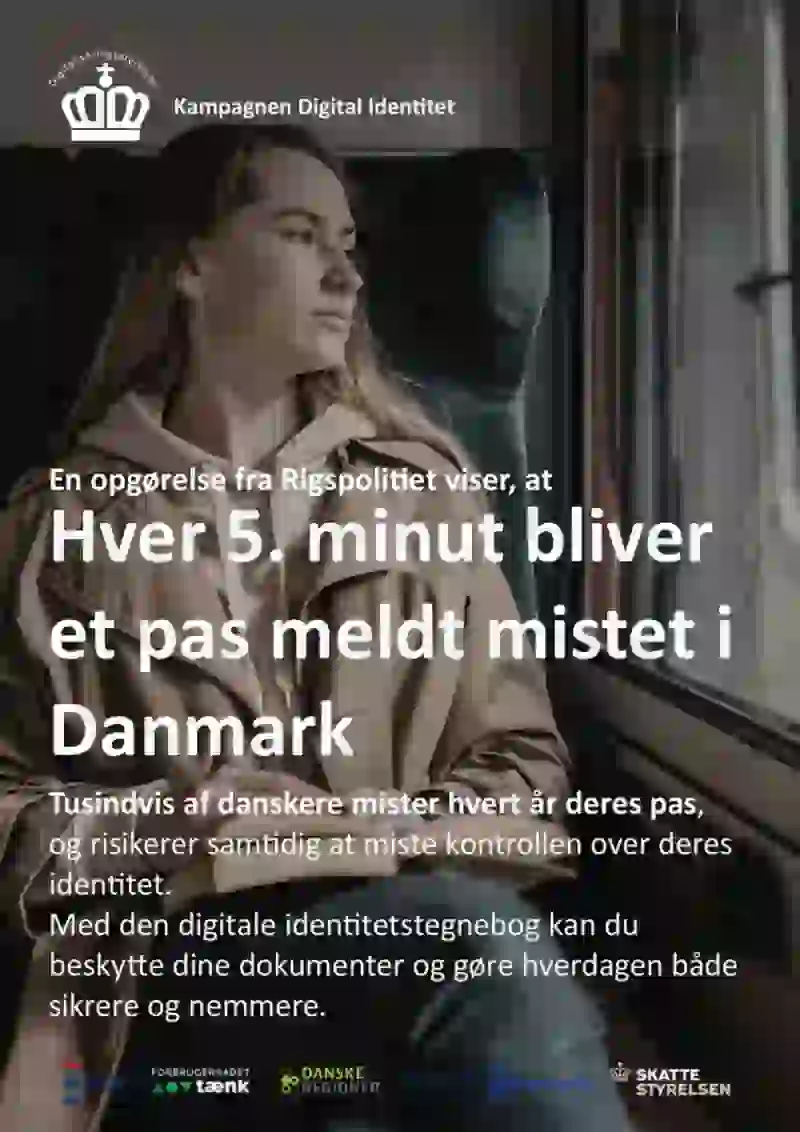 Digitaliseringsstyrelsen
Kampagnen Digital Identitet
En opgørelse fra Rigspolitiet viser, at
Hver 5. minut bliver
et pas meldt mistet i
Danmark
Tusindvis af danskere mister hvert år deres pas,
og risikerer samtidig at miste kontrollen over deres
identitet.
Med den digitale identitetstegnebog kan du
beskytte dine dokumenter og gøre hverdagen både
sikrere og nemmere.
FORBRUGERRÅDET
tænk
DANSKE
REGIONER
SKATTE
STYRELSEN